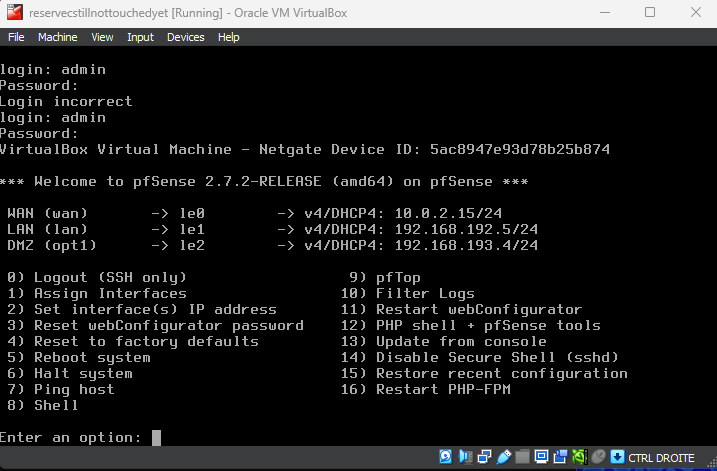 reservecstillnottouchedyet [Running] - Oracle VM VirtualBox
File Machine View Input Devices Help
login: admin
Password:
Login incorrect
login: admin
Password:
VirtualBox Virtual Machine - Netgate Device ID: 5ac8947e93d78b25b874
*** Welcome to pfSense 2.7.2-RELEASE (amd64) on pfSense ***
WAN (wan) -> le0 -> v4/DHCP4: 10.0.2.15/24
LAN (lan) -> le1 -> v4/DHCP4: 192.168.192.5/24
DMZ (opt1) -> le2 -> v4/DHCP4: 192.168.193.4/24
0) Logout (SSH only) 9) pfTop
1) Assign Interfaces 10) Filter Logs
2) Set interface(s) IP address 11) Restart webConfigurator
3) Reset webConfigurator password 12) PHP shell + pfSense tools
4) Reset to factory defaults 13) Update from console
5) Reboot system 14) Disable Secure Shell (sshd)
6) Halt system 15) Restore recent configuration
7) Ping host 16) Restart PHP-FPM
8) Shell
Enter an option:
CTRL DROITE